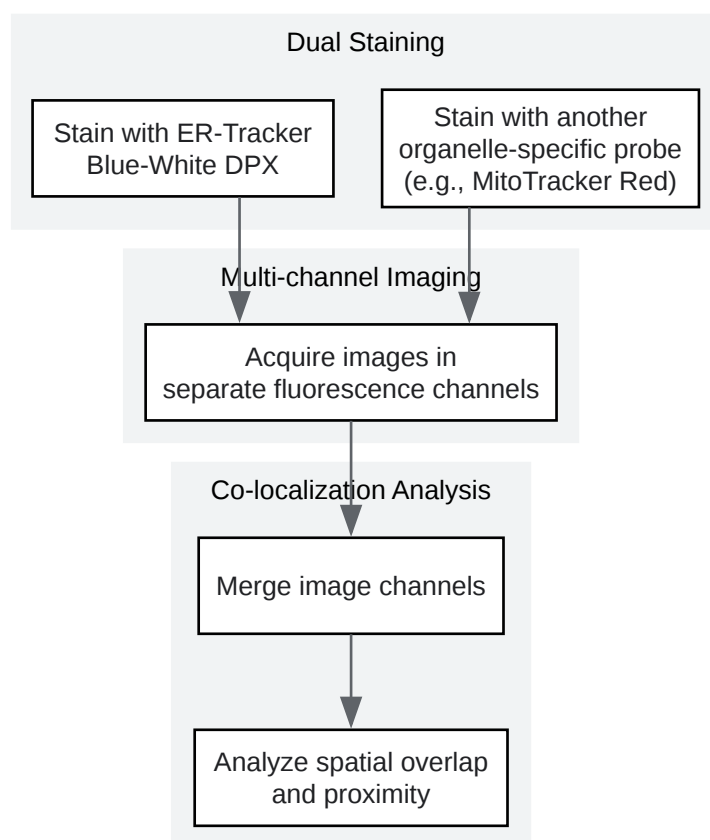 Dual Staining
Stain with ER-Tracker
Blue-White DPX
Stain with another
organelle-specific probe
(e.g., MitoTracker Red)
Multi-channel Imaging
Acquire images in
separate fluorescence channels
Co-localization Analysis
Merge image channels
Analyze spatial overlap
and proximity